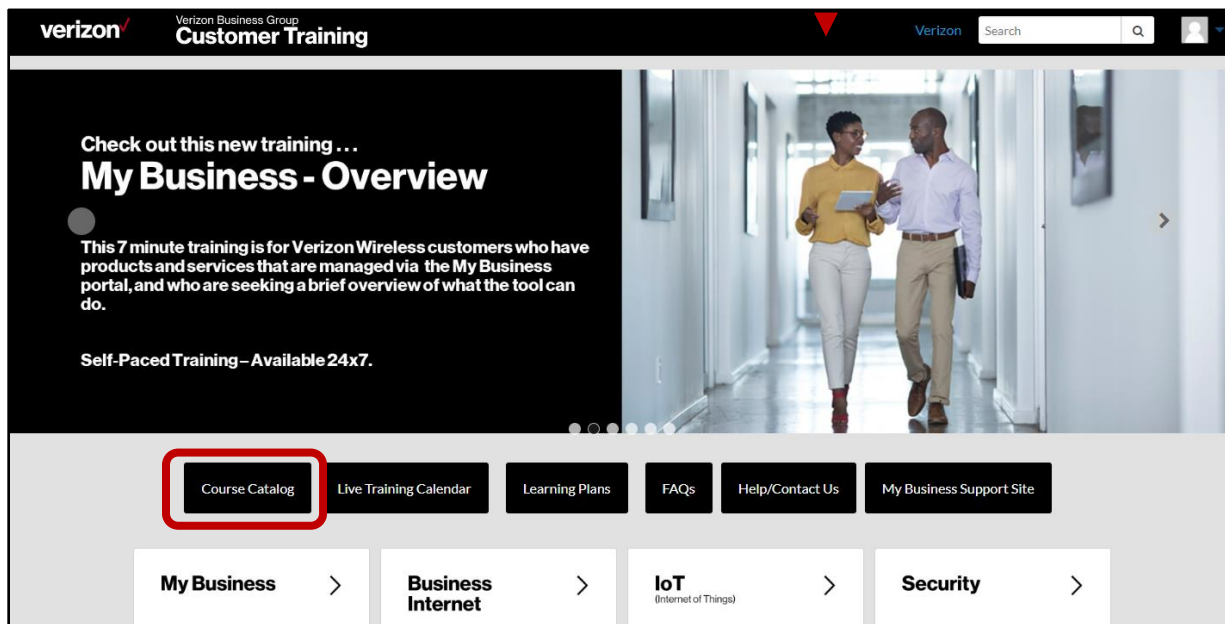 verizon
Verizon Business Group
Customer Training
Verizon
Search
Check out this new training . . .
My Business - Overview
This 7 minute training is for Verizon Wireless customers who have
products and services that are managed via the My Business
portal, and who are seeking a brief overview of what the tool can
do.
Self-Paced Training – Available 24x7.
Course Catalog
Live Training Calendar
Learning Plans
FAQs
Help/Contact Us
My Business Support Site
My Business
Business
Internet
IoT
(Internet of Things)
Security